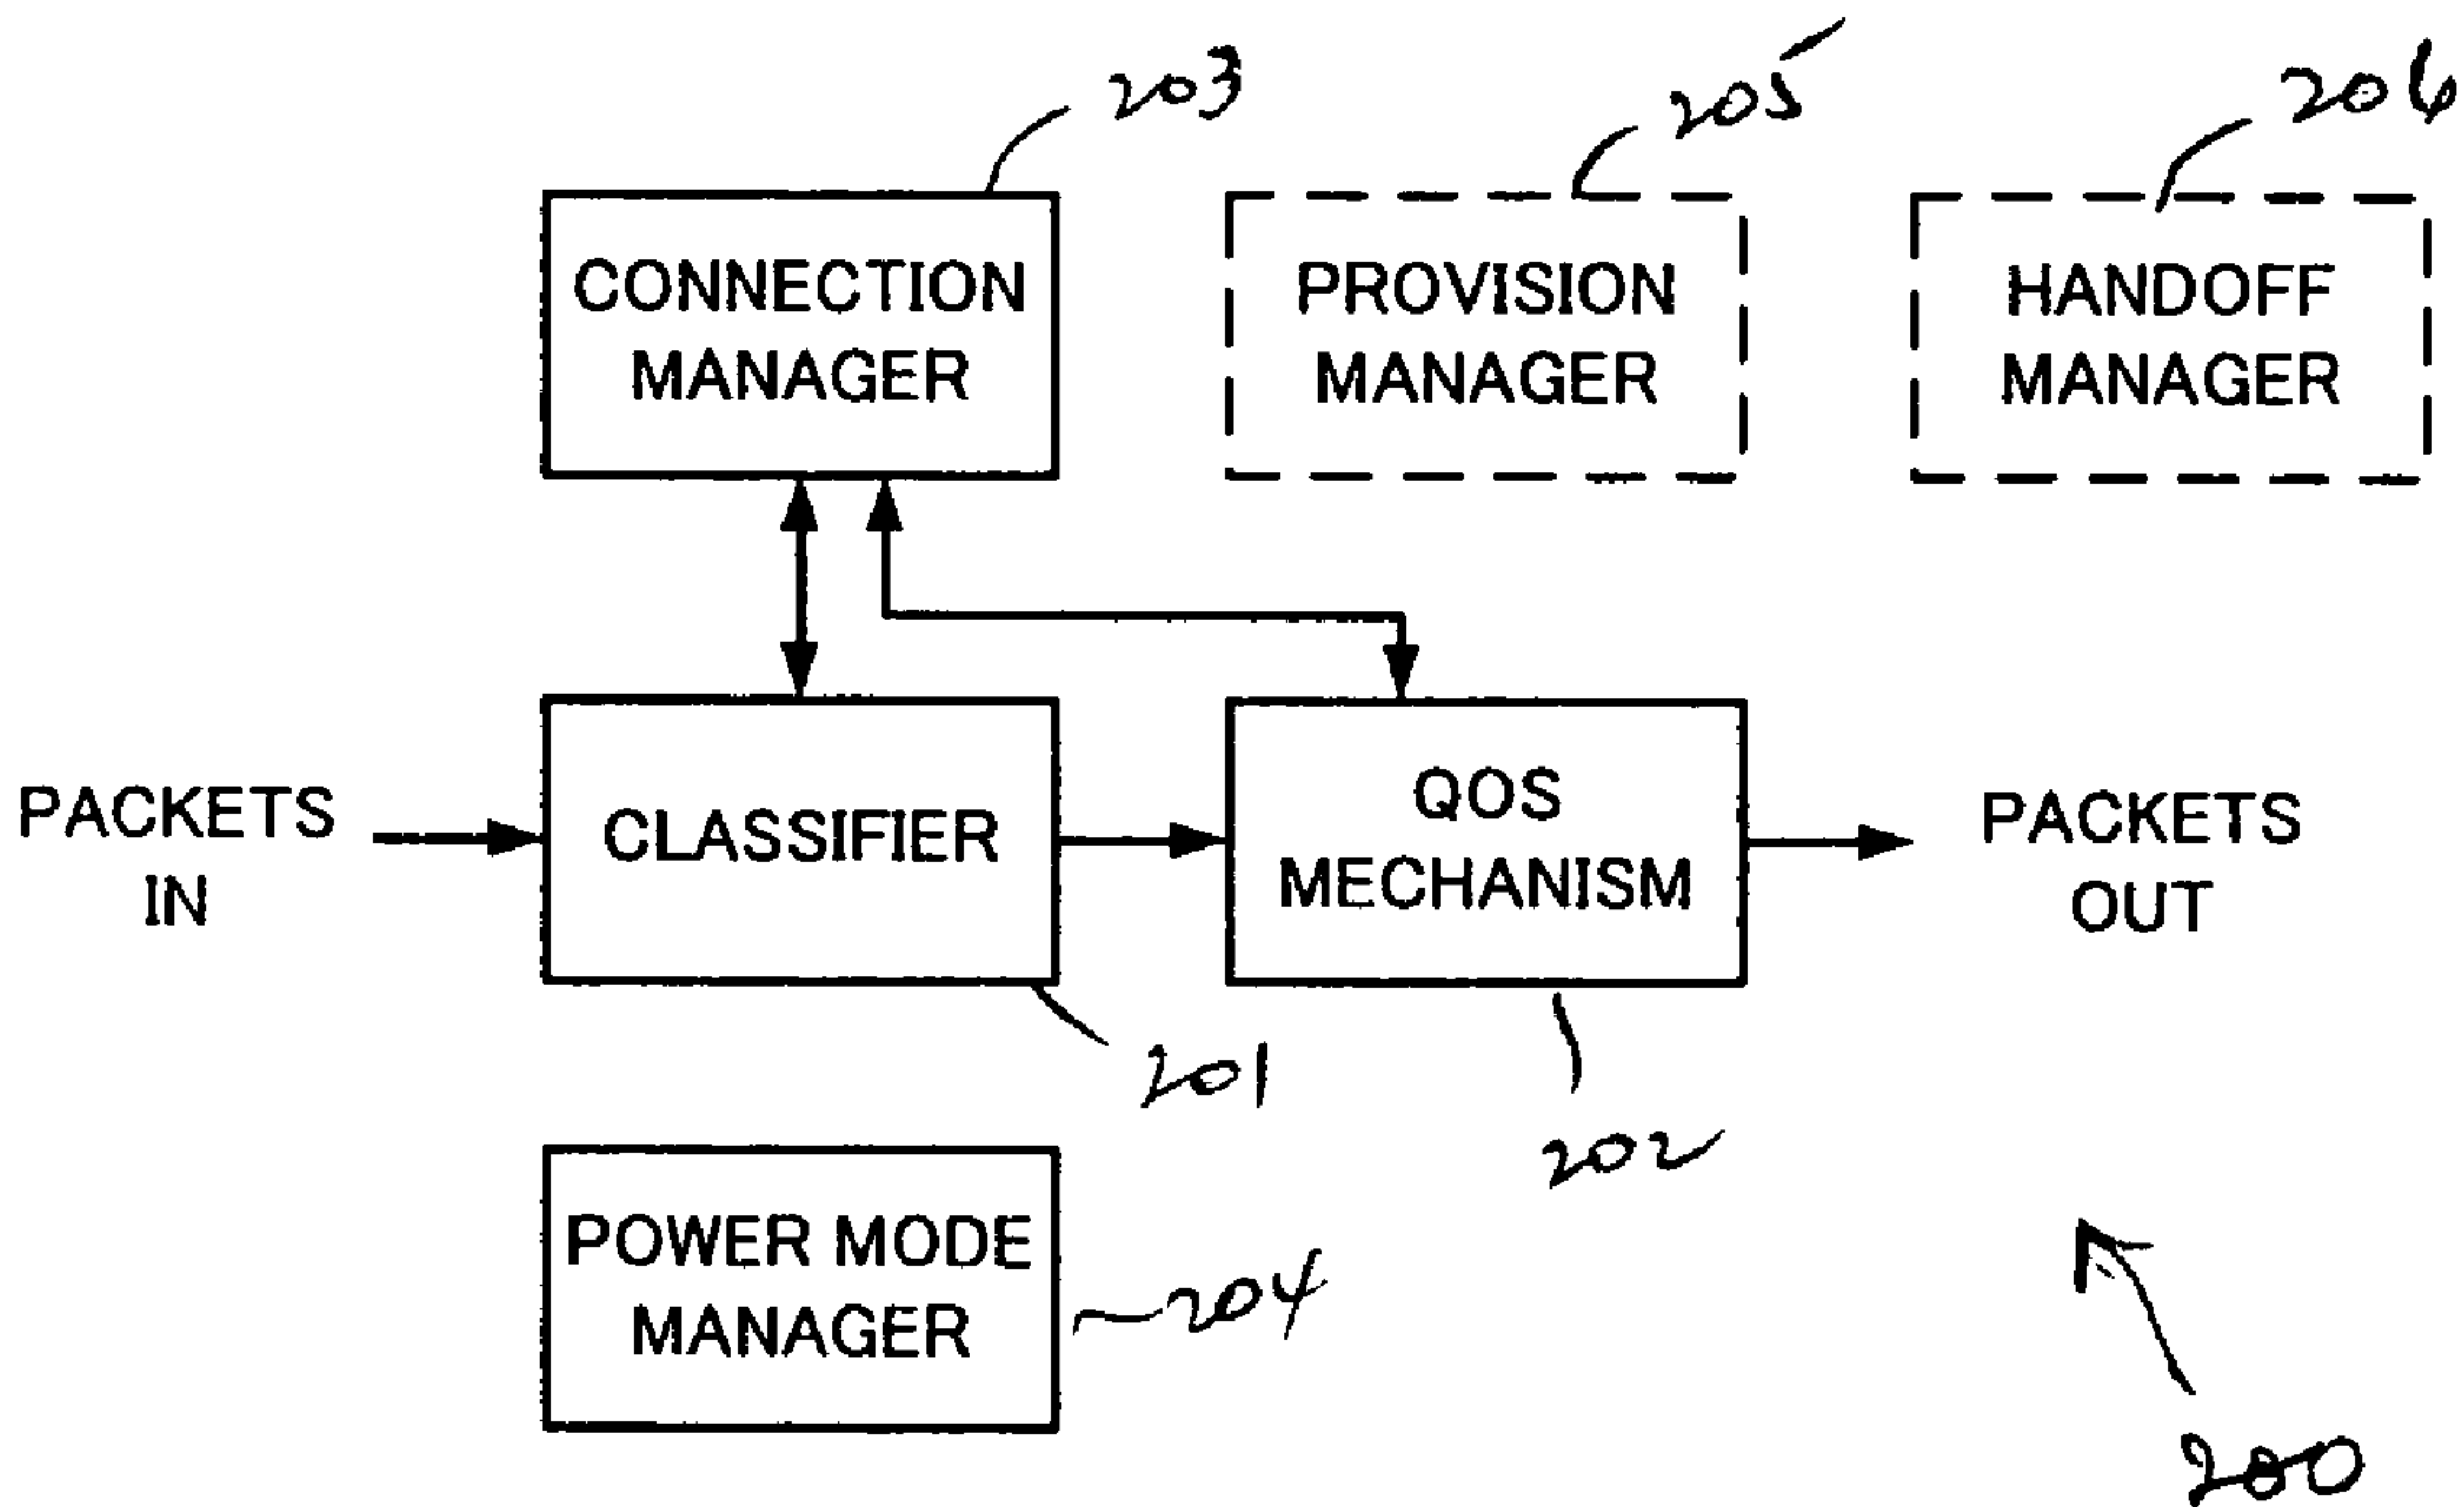 203
205
206
CONNECTION
MANAGER
PROVISION
MANAGER
HANDOFF
MANAGER
PACKETS
IN
CLASSIFIER
QOS
MECHANISM
PACKETS
OUT
201
202
POWER MODE
MANAGER
204
200